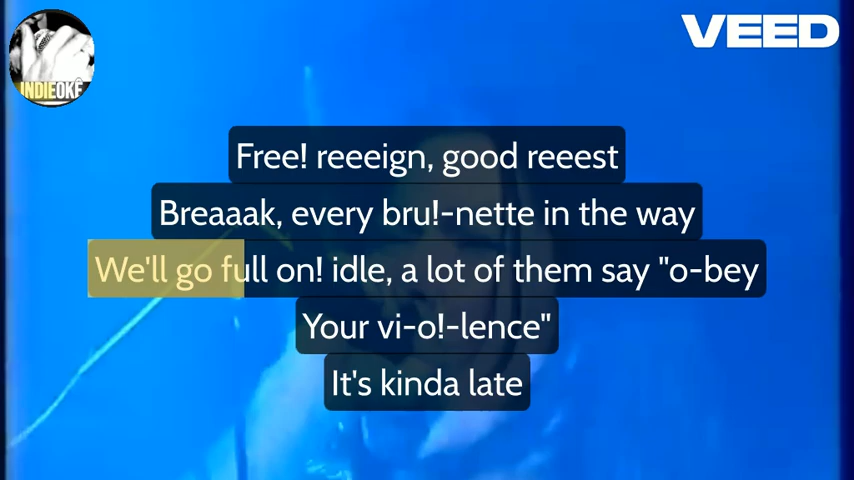 VEED
INDIEOKÊ
Free! reeeign, good reeest
Breaaak, every bru!-nette in the way
We'll go full on! idle, a lot of them say "o-bey
Your vi-o!-lence"
It's kinda late